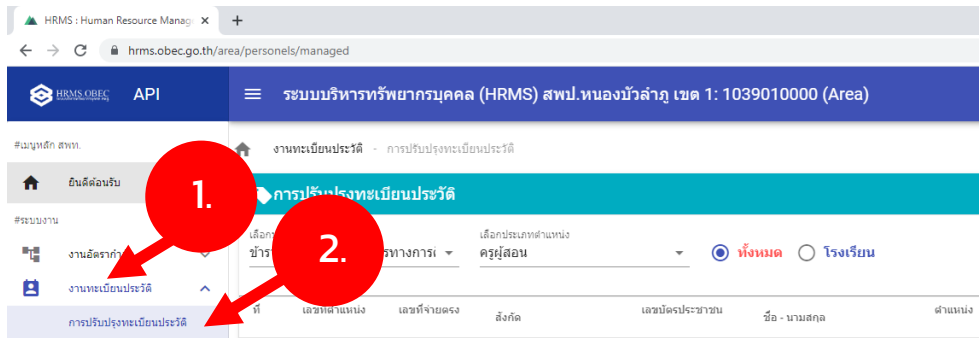 HRMS : Human Resource Manag
hrms.obec.go.th/area/personels/managed
HRMS OBEC API
ระบบบริหารทรัพยากรบุคคล (HRMS) สพป.หนองบัวลำภู เขต 1: 1039010000 (Area)
#เมนูหลัก สพท.
งานทะเบียนประวัติ - การปรับปรุงทะเบียนประวัติ
ยินดีต้อนรับ
1.
การปรับปรุงทะเบียนประวัติ
#ระบบงาน
เลือกประเภทตำแหน่ง
2.
ครูผู้สอน
ทั้งหมด
โรงเรียน
งานทะเบียนประวัติ
ที่ เลขที่ตำแหน่ง เลขที่จ่ายตรง สังกัด เลขบัตรประชาชน ชื่อ - นามสกุล ตำแหน่ง
การปรับปรุงทะเบียนประวัติ